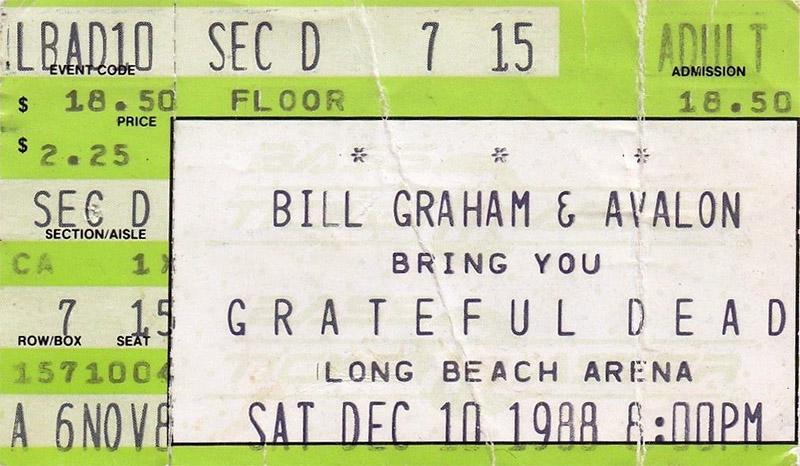 LBAD10 SEC D 7 15 ADULT
EVENT CODE ADMISSION
$ 18.50 FLOOR 18.50
PRICE
$ 2.25
* * *
SEC D BILL GRAHAM & AVALON
SECTION/AISLE
CA 1X BRING YOU
7 15 GRATEFUL DEAD
ROW/BOX SEAT
1571004 LONG BEACH ARENA
A 6NOV8 SAT DEC 10 1988 8:00PM